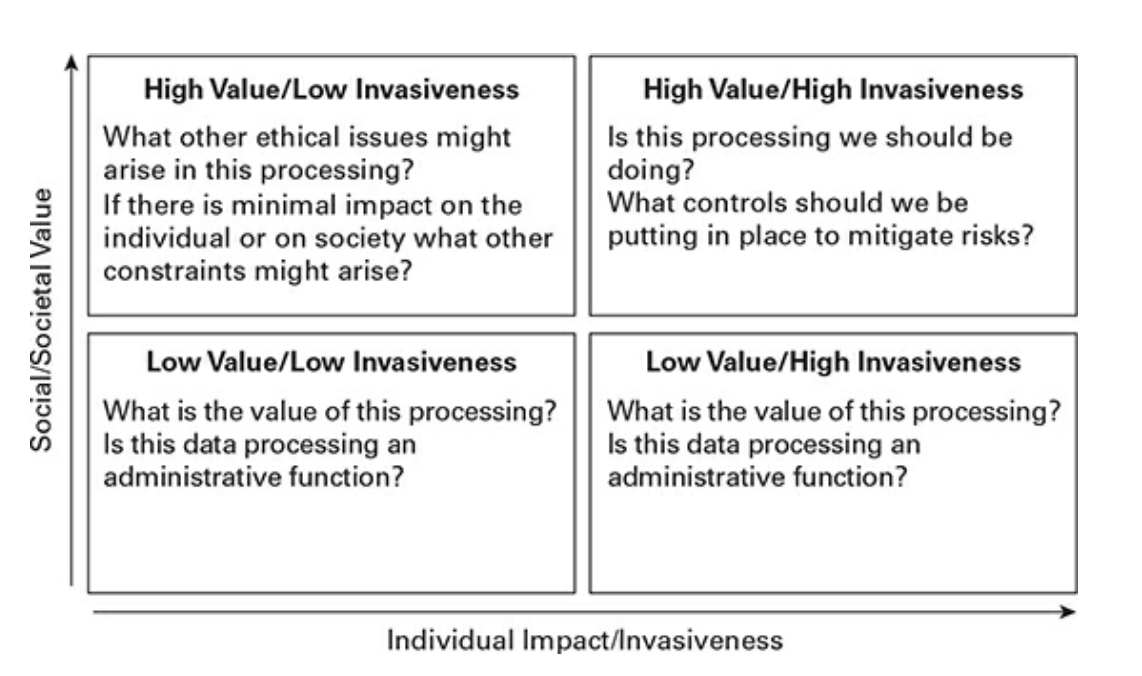 Social/Societal Value
High Value/Low Invasiveness
What other ethical issues might
arise in this processing?
If there is minimal impact on the
individual or on society what other
constraints might arise?
High Value/High Invasiveness
Is this processing we should be
doing?
What controls should we be
putting in place to mitigate risks?
Low Value/Low Invasiveness
What is the value of this processing?
Is this data processing an
administrative function?
Low Value/High Invasiveness
What is the value of this processing?
Is this data processing an
administrative function?
Individual Impact/Invasiveness